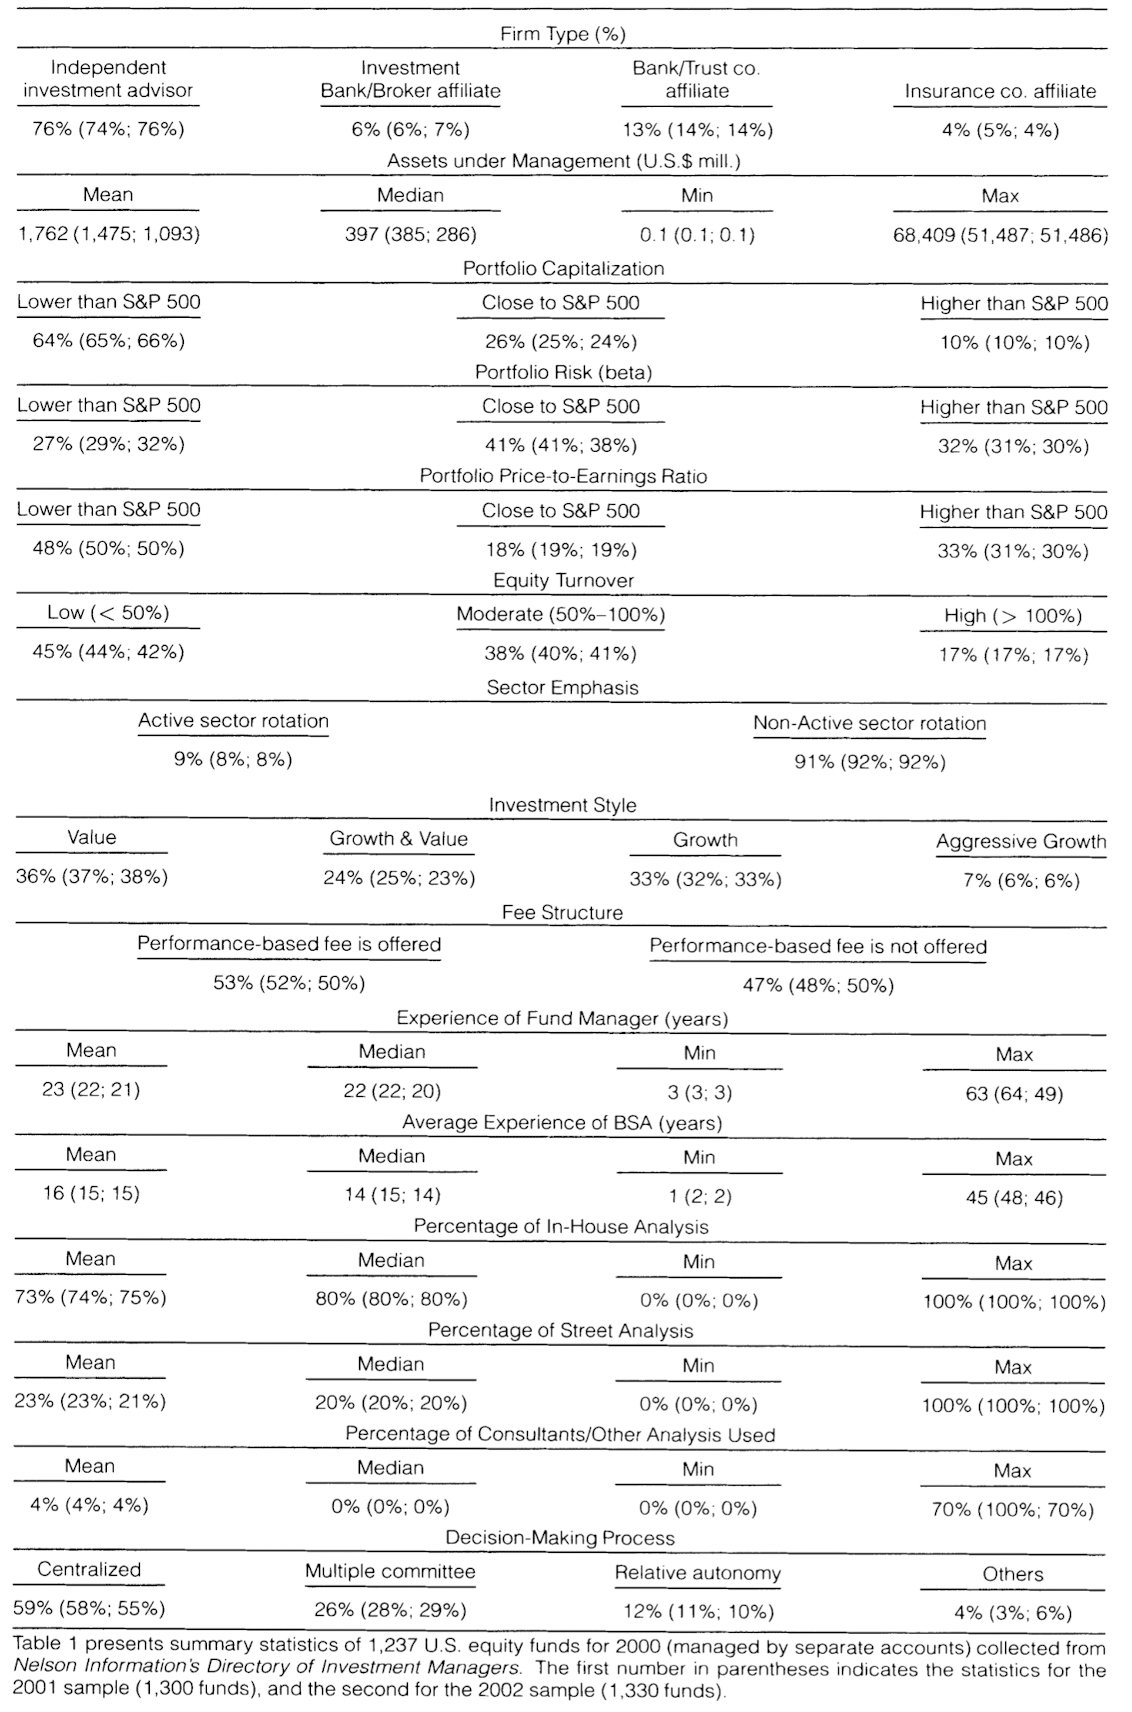 Firm Type (%)
Independent investment advisor	Investment Bank/Broker affiliate	Bank/Trust co. affiliate	Insurance co. affiliate
76% (74%; 76%)	6% (6%; 7%)	13% (14%; 14%)	4% (5%; 4%)
Assets under Management (U.S.$ mill.)
Mean	Median	Min	Max
1,762 (1,475; 1,093)	397 (385; 286)	0.1 (0.1; 0.1)	68,409 (51,487; 51,486)
Portfolio Capitalization
Lower than S&P 500	Close to S&P 500	Higher than S&P 500
64% (65%; 66%)	26% (25%; 24%)	10% (10%; 10%)
Portfolio Risk (beta)
Lower than S&P 500	Close to S&P 500	Higher than S&P 500
27% (29%; 32%)	41% (41%; 38%)	32% (31%; 30%)
Portfolio Price-to-Earnings Ratio
Lower than S&P 500	Close to S&P 500	Higher than S&P 500
48% (50%; 50%)	18% (19%; 19%)	33% (31%; 30%)
Equity Turnover
Low (< 50%)	Moderate (50%–100%)	High (> 100%)
45% (44%; 42%)	38% (40%; 41%)	17% (17%; 17%)
Sector Emphasis
Active sector rotation	Non-Active sector rotation
9% (8%; 8%)	91% (92%; 92%)
Investment Style
Value	Growth & Value	Growth	Aggressive Growth
36% (37%; 38%)	24% (25%; 23%)	33% (32%; 33%)	7% (6%; 6%)
Fee Structure
Performance-based fee is offered	Performance-based fee is not offered
53% (52%; 50%)	47% (48%; 50%)
Experience of Fund Manager (years)
Mean	Median	Min	Max
23 (22; 21)	22 (22; 20)	3 (3; 3)	63 (64; 49)
Average Experience of BSA (years)
Mean	Median	Min	Max
16 (15; 15)	14 (15; 14)	1 (2; 2)	45 (48; 46)
Percentage of In-House Analysis
Mean	Median	Min	Max
73% (74%; 75%)	80% (80%; 80%)	0% (0%; 0%)	100% (100%; 100%)
Percentage of Street Analysis
Mean	Median	Min	Max
23% (23%; 21%)	20% (20%; 20%)	0% (0%; 0%)	100% (100%; 100%)
Percentage of Consultants/Other Analysis Used
Mean	Median	Min	Max
4% (4%; 4%)	0% (0%; 0%)	0% (0%; 0%)	70% (100%; 70%)
Decision-Making Process
Centralized	Multiple committee	Relative autonomy	Others
59% (58%; 55%)	26% (28%; 29%)	12% (11%; 10%)	4% (3%; 6%)
Table 1 presents summary statistics of 1,237 U.S. equity funds for 2000 (managed by separate accounts) collected from
Nelson Information's Directory of Investment Managers. The first number in parentheses indicates the statistics for the
2001 sample (1,300 funds), and the second for the 2002 sample (1,330 funds).